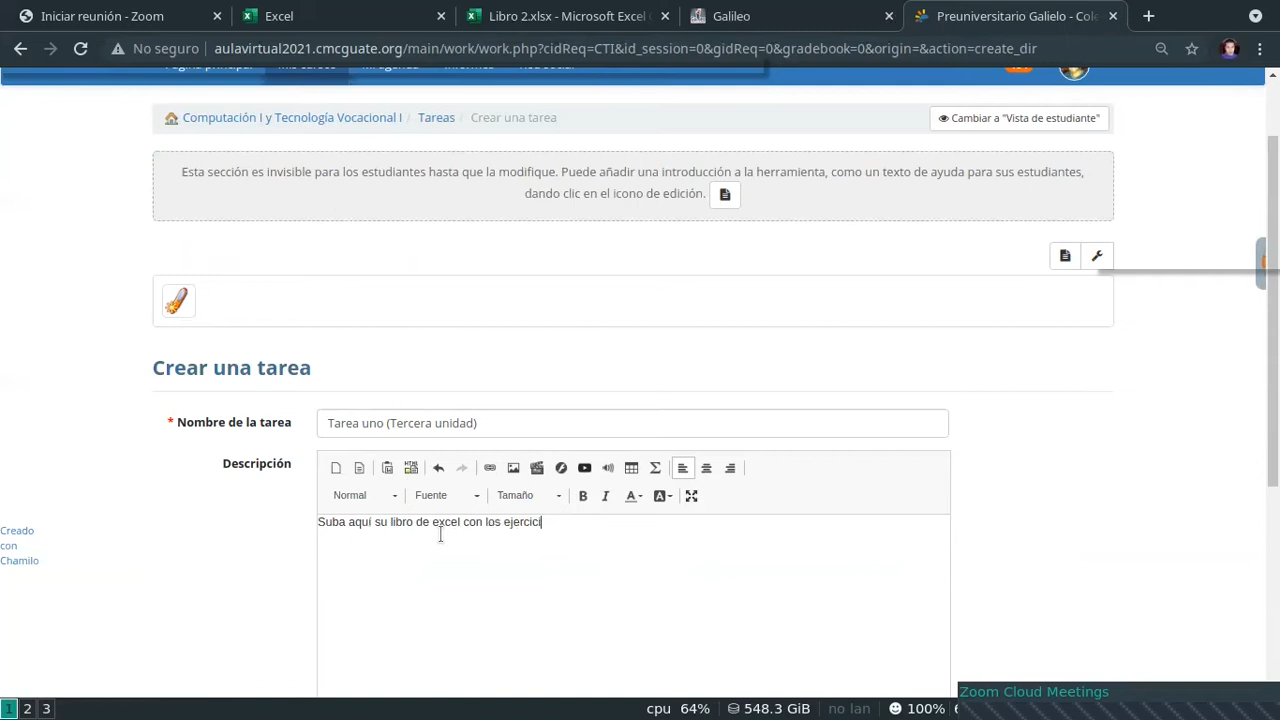 Iniciar reunión - Zoom
Excel
Libro 2.xlsx - Microsoft Excel
Galileo
Preuniversitario Galielo - Cole
No seguro
aulavirtual2021.cmcguate.org/main/work/work.php?cidReq=CTI&id_session=0&gidReq=0&gradebook=0&origin=&action=create_dir
Computación I y Tecnología Vocacional I / Tareas / Crear una tarea
Cambiar a "Vista de estudiante"
Esta sección es invisible para los estudiantes hasta que la modifique. Puede añadir una introducción a la herramienta, como un texto de ayuda para sus estudiantes,
dando clic en el icono de edición.
Crear una tarea
* Nombre de la tarea
Tarea uno (Tercera unidad)
Descripción
Normal
Fuente
Tamaño
B I A A
Suba aquí su libro de excel con los ejercici
Creado
con
Chamilo
Zoom Cloud Meetings
1 2 3
cpu 64%
548.3 GiB
no lan
100%